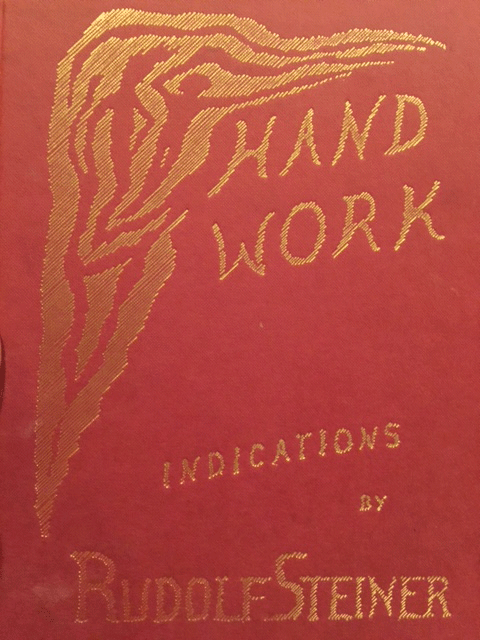 HAND
WORK
INDICATIONS
BY
RUDOLF STEINER